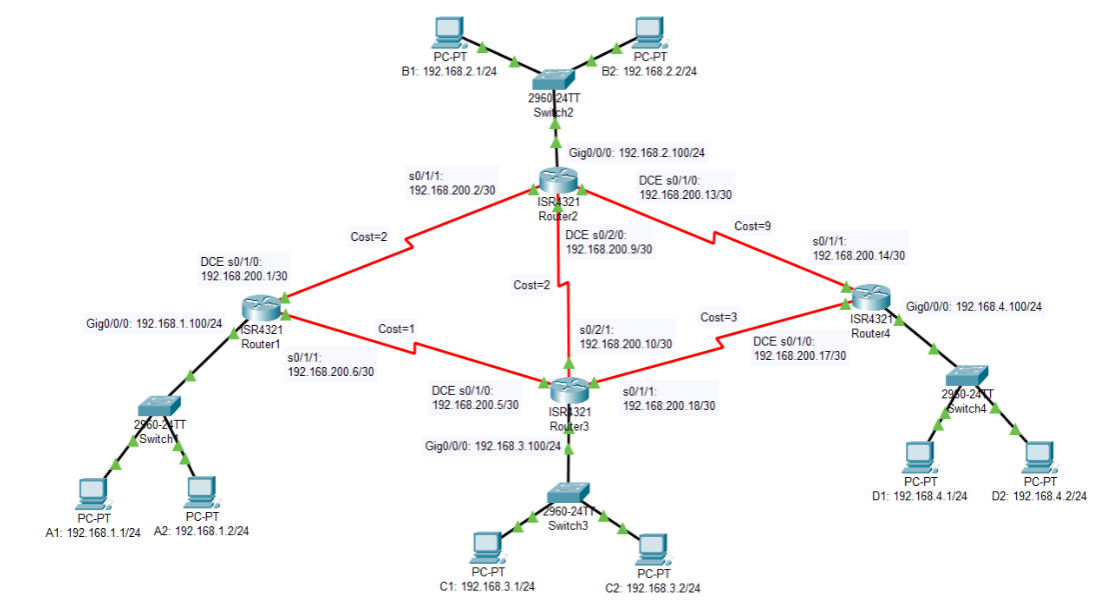 PC-PT
B1: 192.168.2.1/24
PC-PT
B2: 192.168.2.2/24
2960-24TT
Switch2
Gig0/0/0: 192.168.2.100/24
s0/1/1:
192.168.200.2/30
ISR4321
Router2
DCE s0/1/0:
192.168.200.13/30
Cost=2
DCE s0/2/0:
192.168.200.9/30
Cost=9
s0/1/1:
192.168.200.14/30
DCE s0/1/0:
192.168.200.1/30
Cost=2
Gig0/0/0: 192.168.1.100/24
ISR4321
Router1
Cost=1
s0/2/1:
192.168.200.10/30
Cost=3
ISR4321
Router4
Gig0/0/0: 192.168.4.100/24
s0/1/1:
192.168.200.6/30
DCE s0/1/0:
192.168.200.17/30
DCE s0/1/0:
192.168.200.5/30
ISR4321
Router3
s0/1/1:
192.168.200.18/30
2960-24TT
Switch1
Gig0/0/0: 192.168.3.100/24
2960-24TT
Switch4
PC-PT
A1: 192.168.1.1/24
PC-PT
A2: 192.168.1.2/24
2960-24TT
Switch3
PC-PT
D1: 192.168.4.1/24
PC-PT
D2: 192.168.4.2/24
PC-PT
C1: 192.168.3.1/24
PC-PT
C2: 192.168.3.2/24